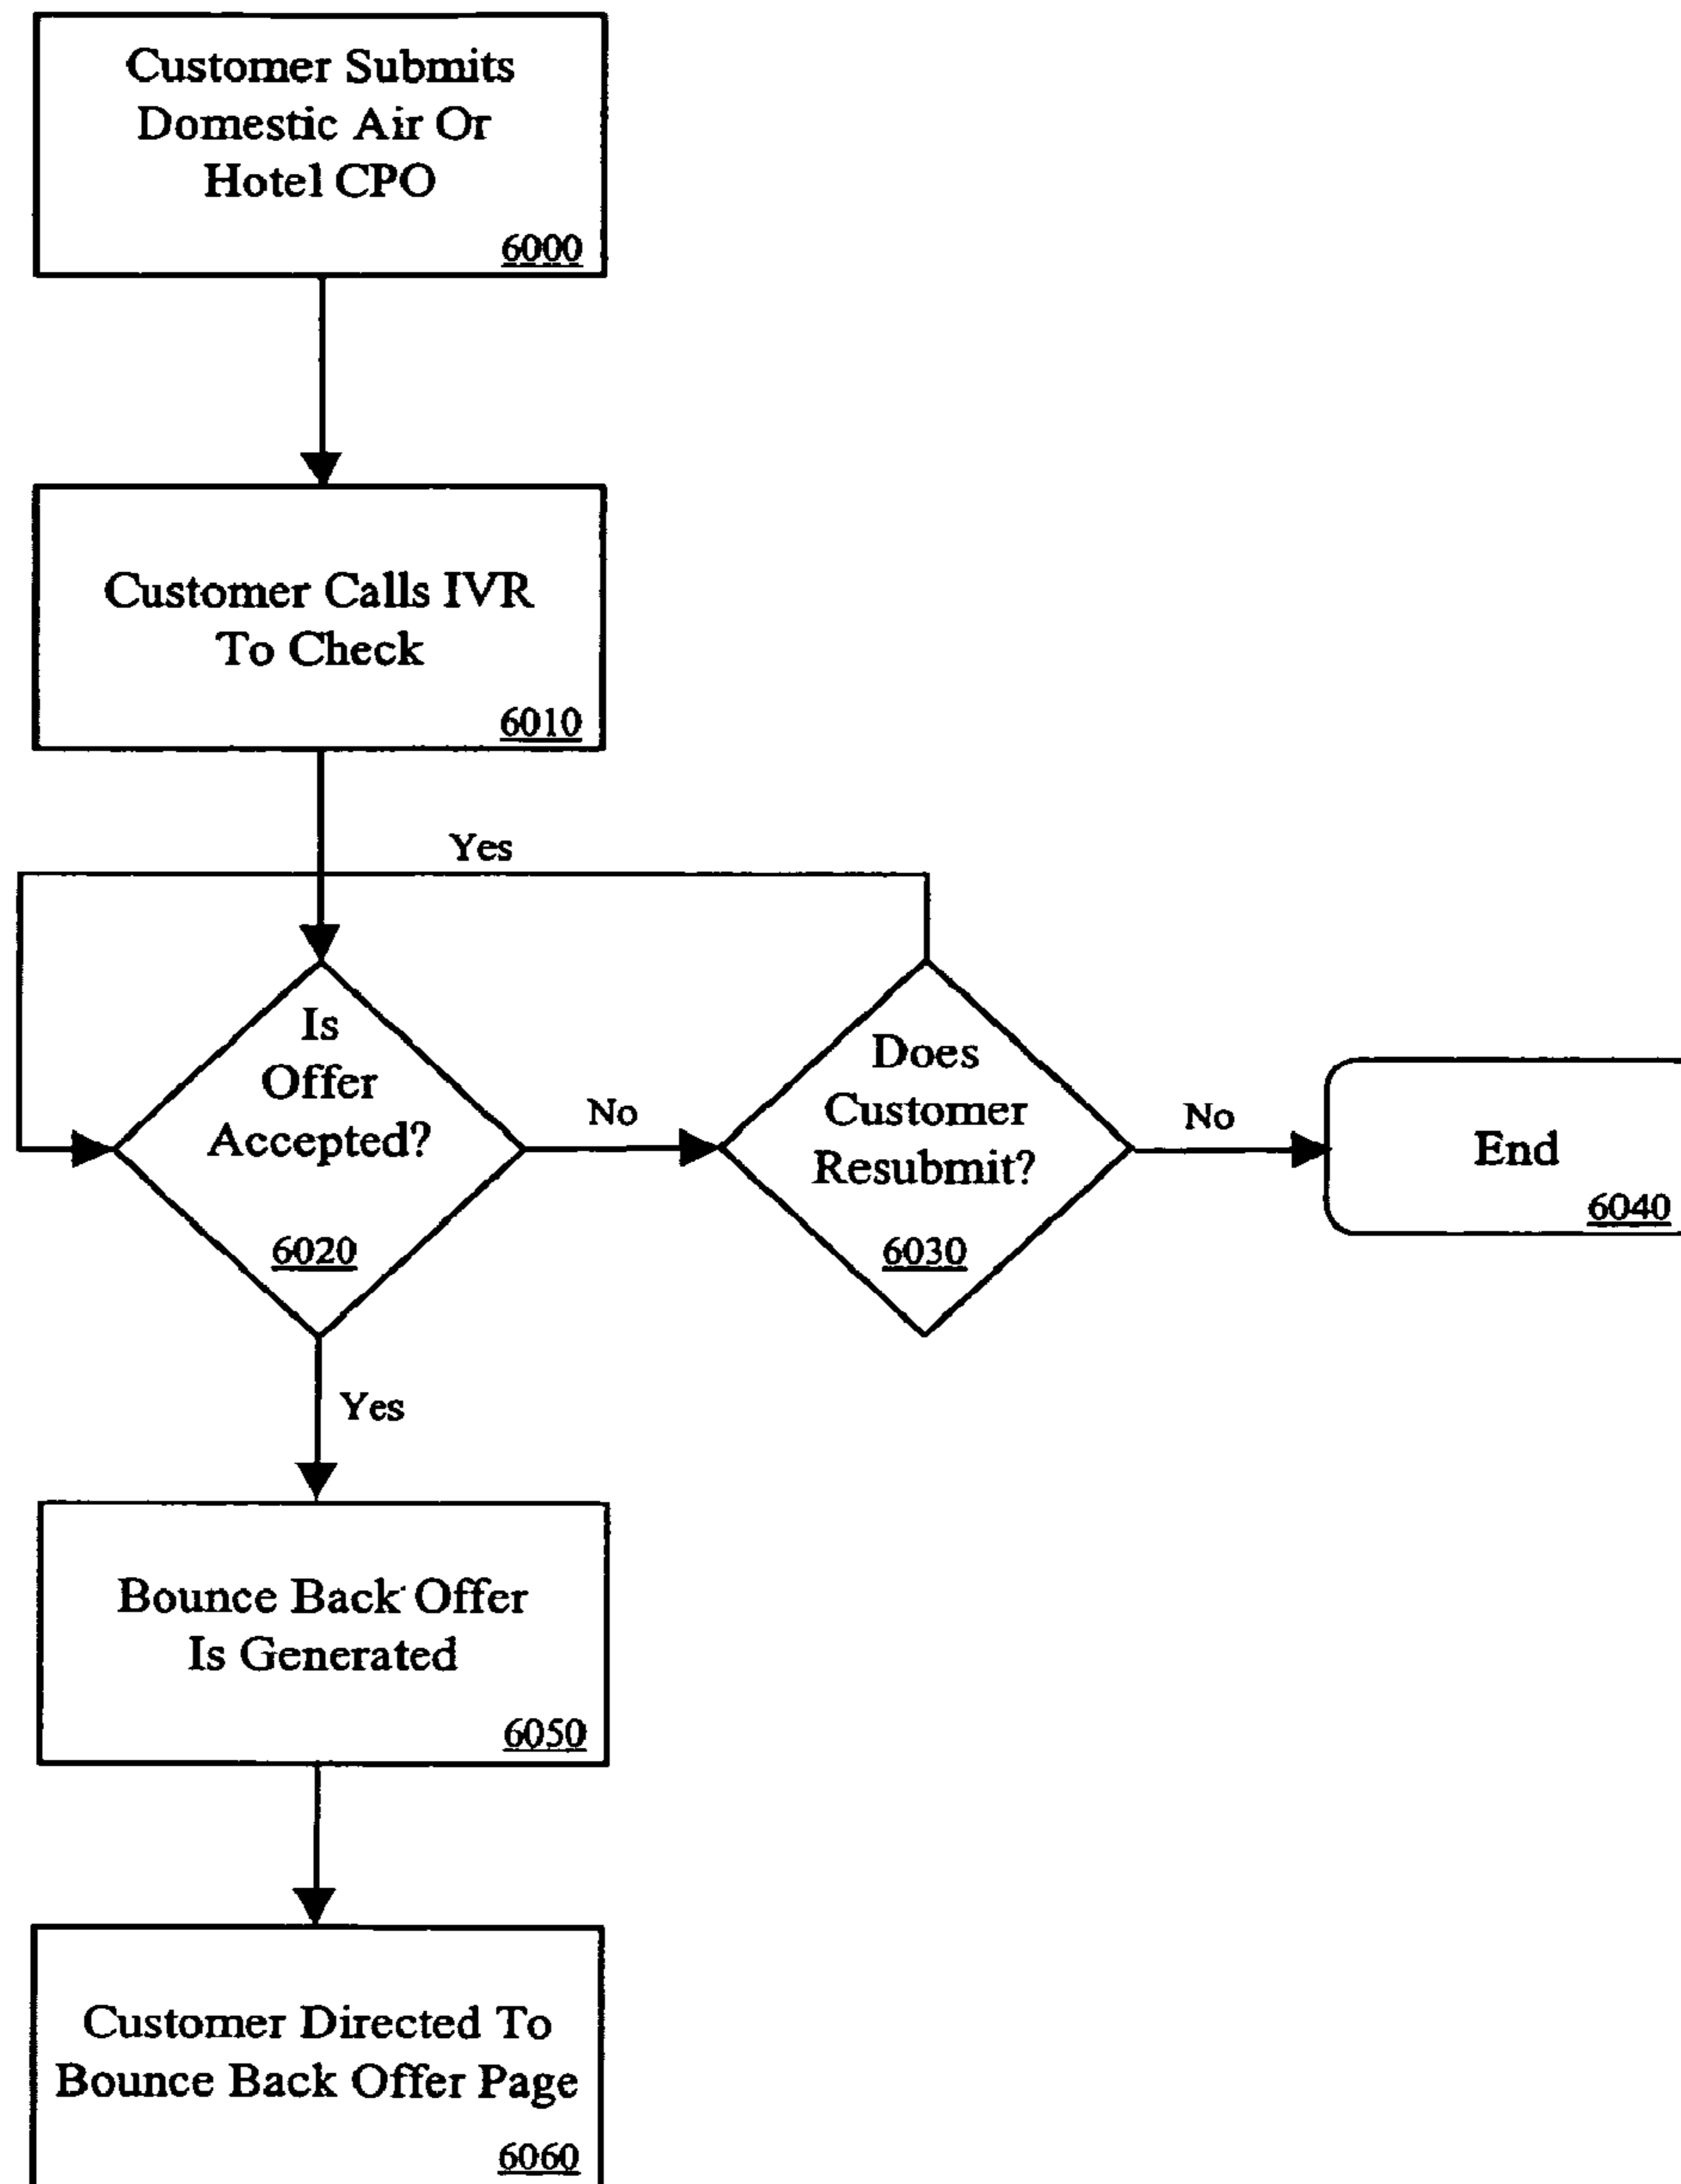 Customer Submits
Domestic Air Or
Hotel CPO
6000
Customer Calls IVR
To Check
6010
Yes
Is
Offer
Accepted?
6020
No
Does
Customer
Resubmit?
6030
No
End
6040
Yes
Bounce Back Offer
Is Generated
6050
Customer Directed To
Bounce Back Offer Page
6060